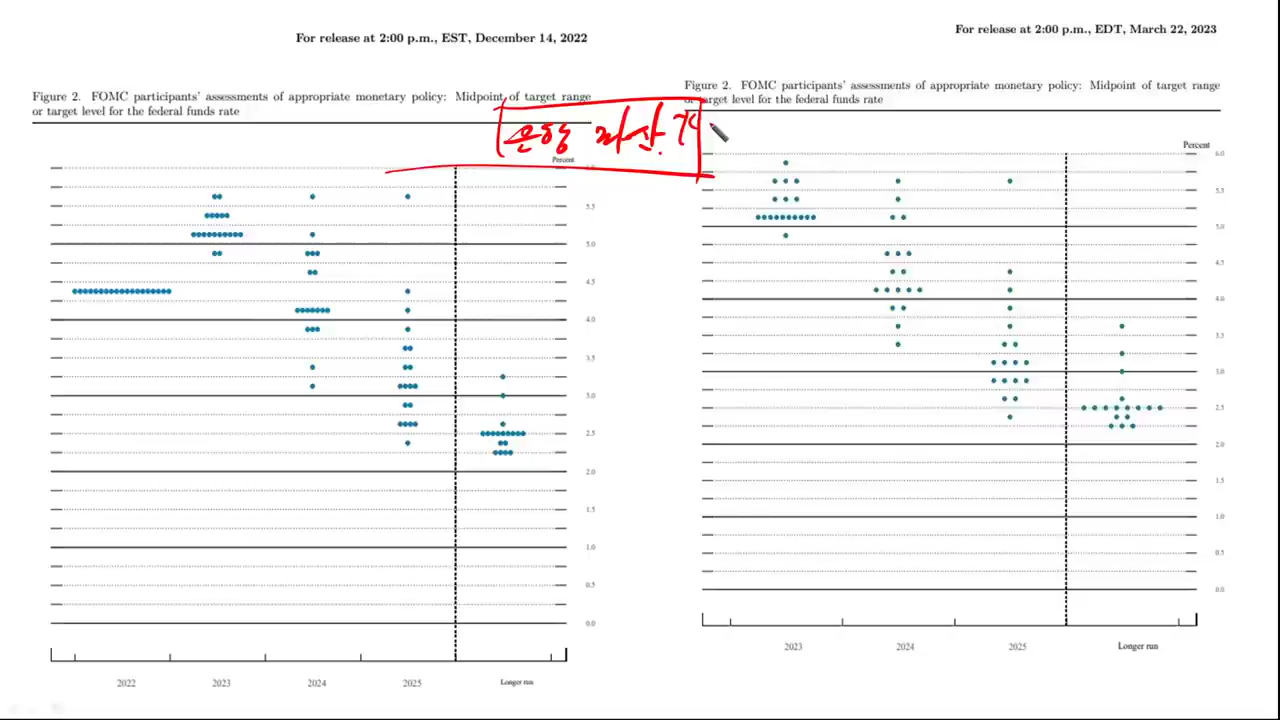 For release at 2:00 p.m., EST, December 14, 2022
Figure 2. FOMC participants' assessments of appropriate monetary policy: Midpoint of target range
or target level for the federal funds rate
은행
Percent
5.5
5.0
4.5
4.0
3.5
3.0
2.5
2.0
1.5
1.0
0.5
0.0
2022 2023 2024 2025 Longer run
For release at 2:00 p.m., EDT, March 22, 2023
Figure 2. FOMC participants' assessments of appropriate monetary policy: Midpoint of target range
or target level for the federal funds rate
Percent
6.0
5.5
5.0
4.5
4.0
3.5
3.0
2.5
2.0
1.5
1.0
0.5
0.0
2023 2024 2025 Longer run